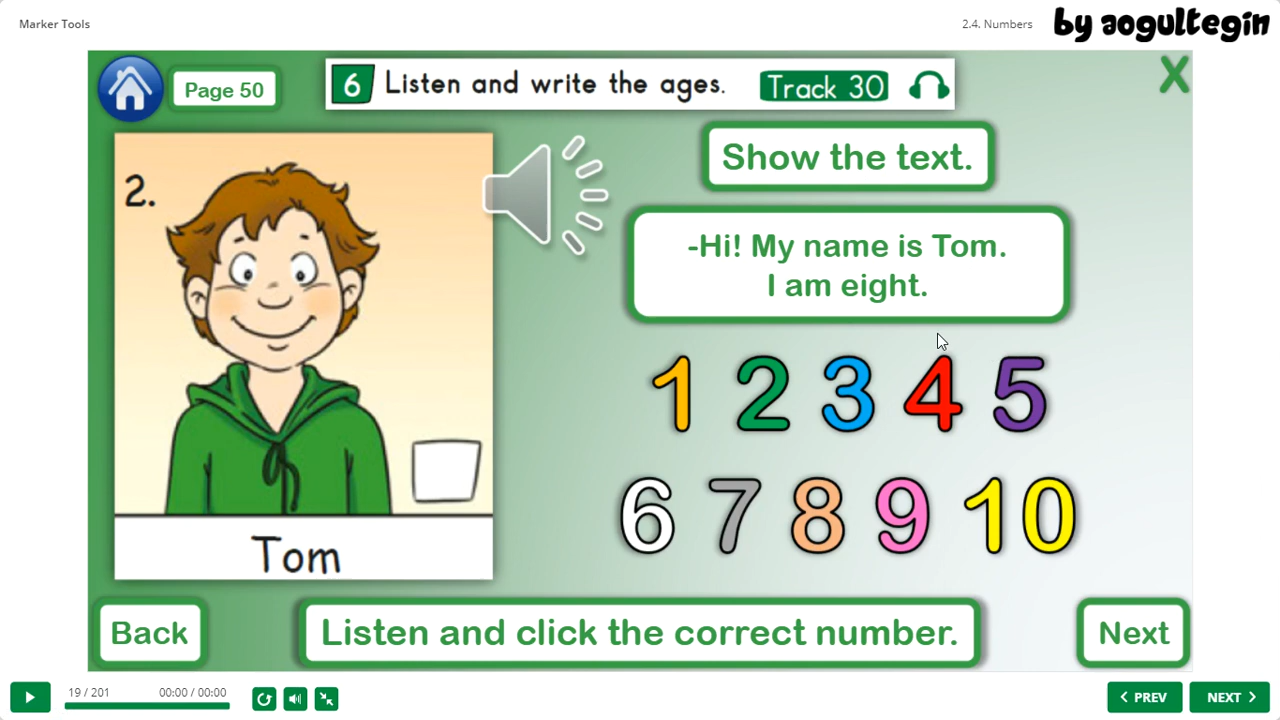 Marker Tools
2.4. Numbers
by aogultegin
Page 50
6 Listen and write the ages. Track 30
X
2.
Show the text.
-Hi! My name is Tom.
I am eight.
1 2 3 4 5
6 7 8 9 10
Tom
Back
Listen and click the correct number.
Next
19 / 201
00:00 / 00:00
PREV
NEXT